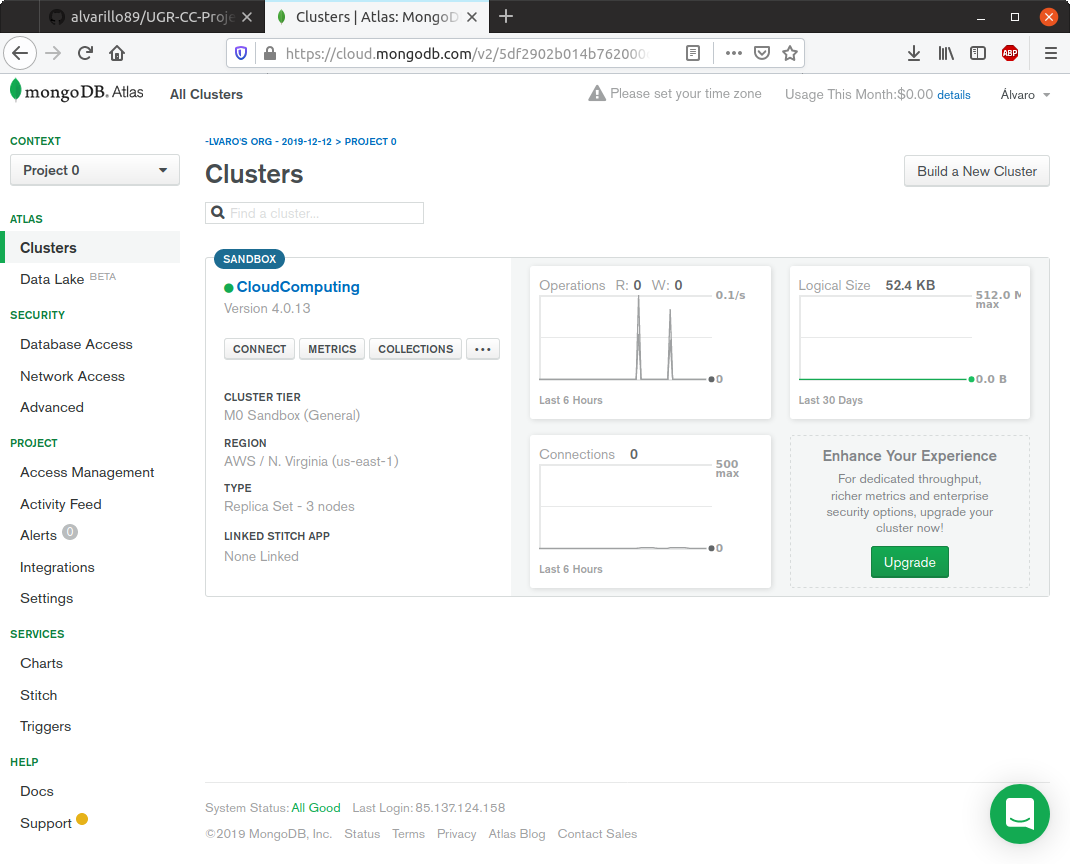 alvarillo89/UGR-CC-Proje
Clusters | Atlas: MongoD
https://cloud.mongodb.com/v2/5df2902b014b762000
ABP
mongoDB. Atlas
All Clusters
Please set your time zone
Usage This Month:$0.00 details
Álvaro
CONTEXT
Project 0
ATLAS
Clusters
Data Lake BETA
SECURITY
Database Access
Network Access
Advanced
PROJECT
Access Management
Activity Feed
Alerts 0
Integrations
Settings
SERVICES
Charts
Stitch
Triggers
HELP
Docs
Support
-LVARO'S ORG - 2019-12-12 > PROJECT 0
Clusters
Build a New Cluster
Find a cluster...
SANDBOX
CloudComputing
Version 4.0.13
CONNECT
METRICS
COLLECTIONS
...
CLUSTER TIER
M0 Sandbox (General)
REGION
AWS / N. Virginia (us-east-1)
TYPE
Replica Set - 3 nodes
LINKED STITCH APP
None Linked
Operations R: 0 W: 0
0.1/s
0
Last 6 Hours
Logical Size 52.4 KB
512.0 M
max
0.0 B
Last 30 Days
Connections 0
500
max
0
Last 6 Hours
Enhance Your Experience
For dedicated throughput,
richer metrics and enterprise
security options, upgrade your
cluster now!
Upgrade
System Status: All Good Last Login: 85.137.124.158
©2019 MongoDB, Inc. Status Terms Privacy Atlas Blog Contact Sales